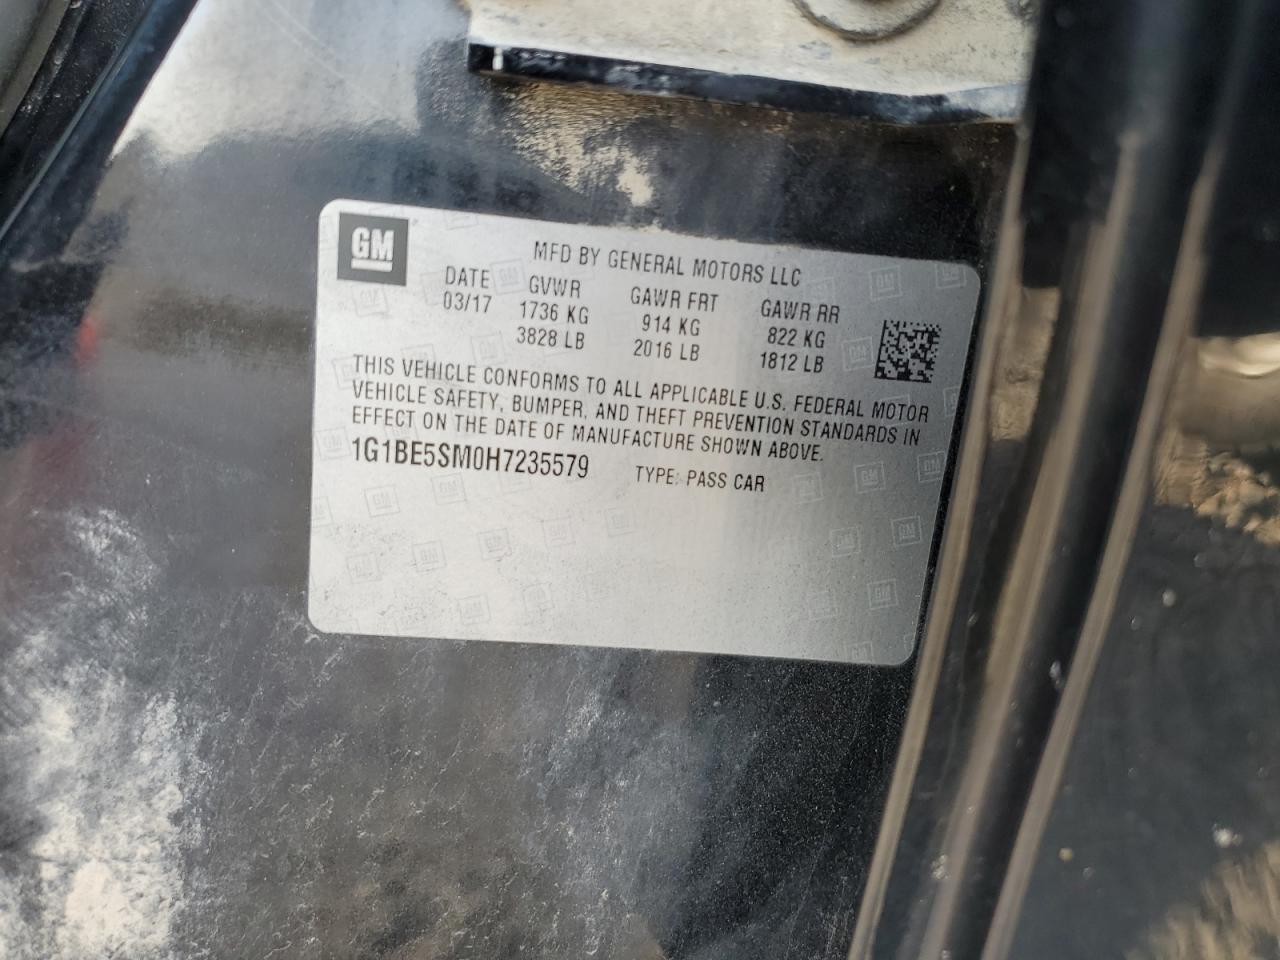 GM
MFD BY GENERAL MOTORS LLC
DATE GVWR GAWR FRT GAWR RR
03/17 1736 KG 914 KG 822 KG
3828 LB 2016 LB 1812 LB
THIS VEHICLE CONFORMS TO ALL APPLICABLE U.S. FEDERAL MOTOR
VEHICLE SAFETY, BUMPER, AND THEFT PREVENTION STANDARDS IN
EFFECT ON THE DATE OF MANUFACTURE SHOWN ABOVE.
1G1BE5SM0H7235579 TYPE: PASS CAR